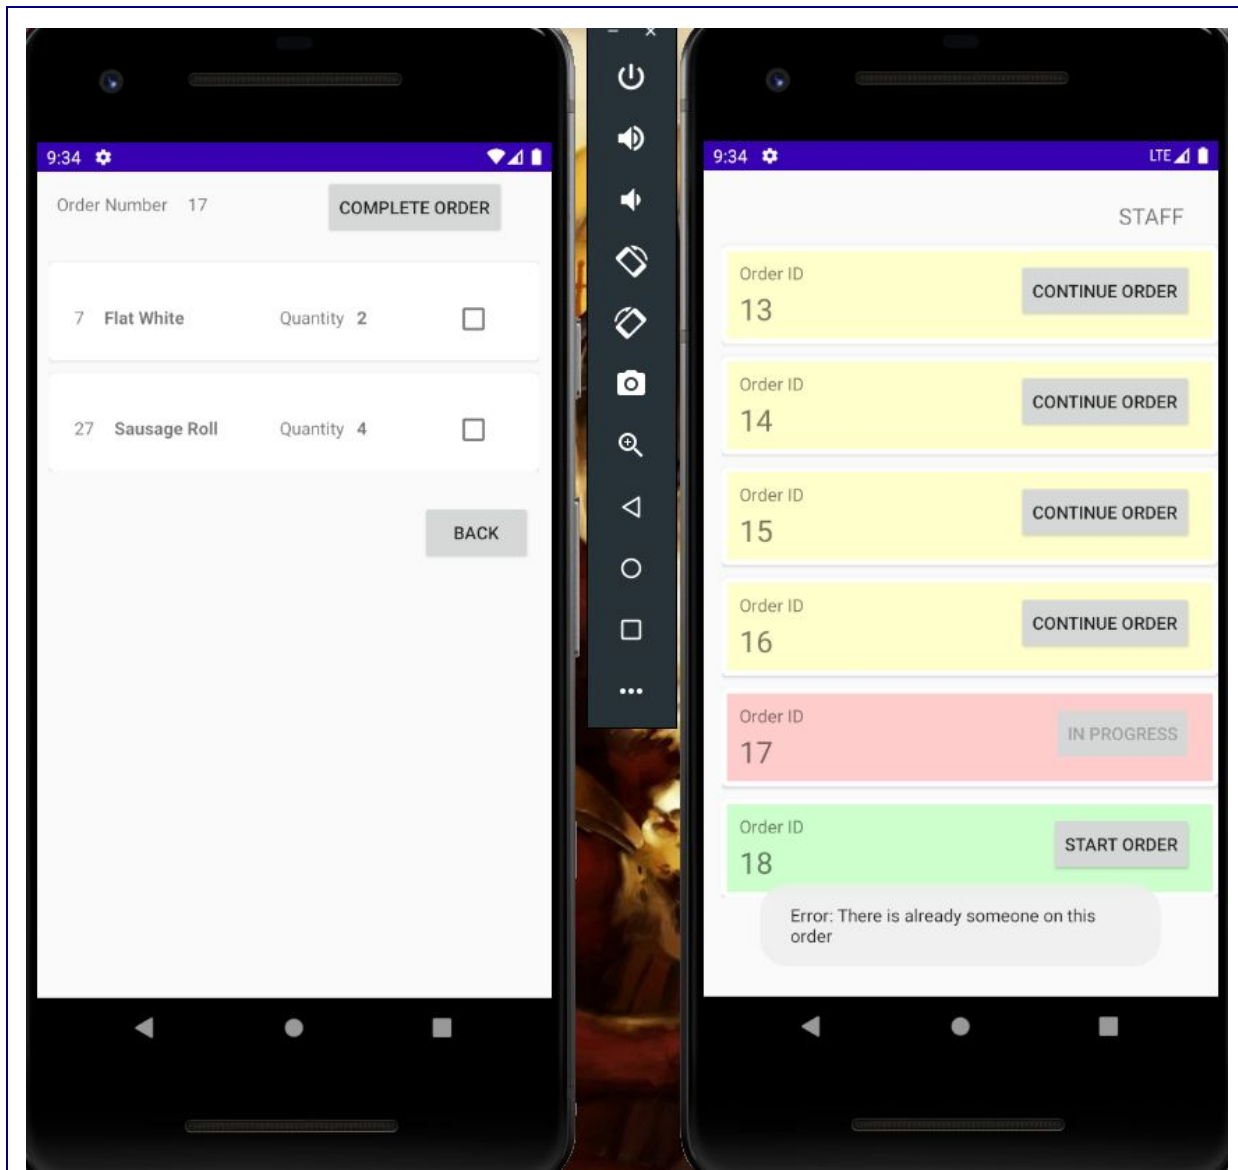 9:34
Order Number 17 COMPLETE ORDER
7 Flat White Quantity 2
27 Sausage Roll Quantity 4
BACK
9:34 LTE
STAFF
Order ID
13 CONTINUE ORDER
Order ID
14 CONTINUE ORDER
Order ID
15 CONTINUE ORDER
Order ID
16 CONTINUE ORDER
Order ID
17 IN PROGRESS
Order ID
18 START ORDER
Error: There is already someone on this
order